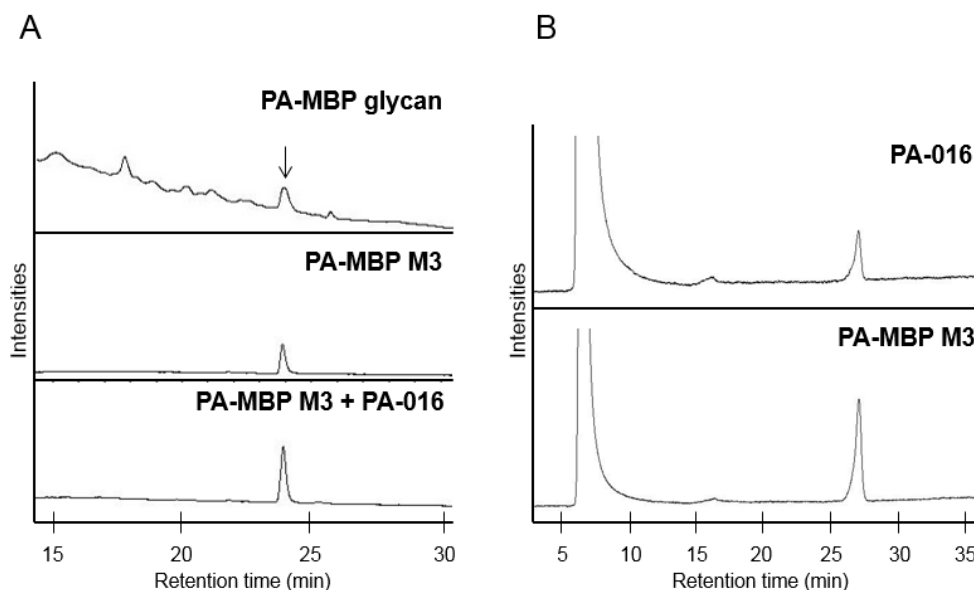 A
PA-MBP glycan
PA-MBP M3
PA-MBP M3 + PA-016
Intensities
15 20 25 30
Retention time (min)
B
PA-016
PA-MBP M3
Intensities
5 10 15 20 25 30 35
Retention time (min)